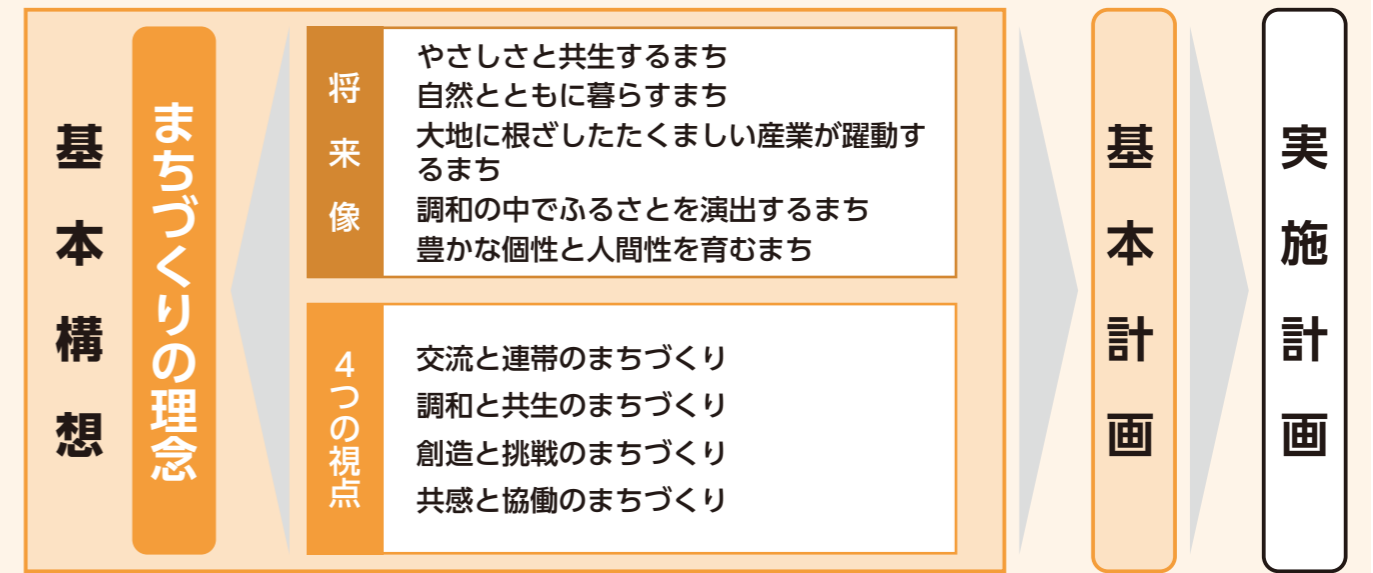 基本構想
まちづくりの理念
将来像
やさしさと共生するまち
自然とともに暮らすまち
大地に根ざしたたくましい産業が躍動す
るまち
調和の中でふるさとを演出するまち
豊かな個性と人間性を育むまち
4つの視点
交流と連帯のまちづくり
調和と共生のまちづくり
創造と挑戦のまちづくり
共感と協働のまちづくり
基本計画
実施計画